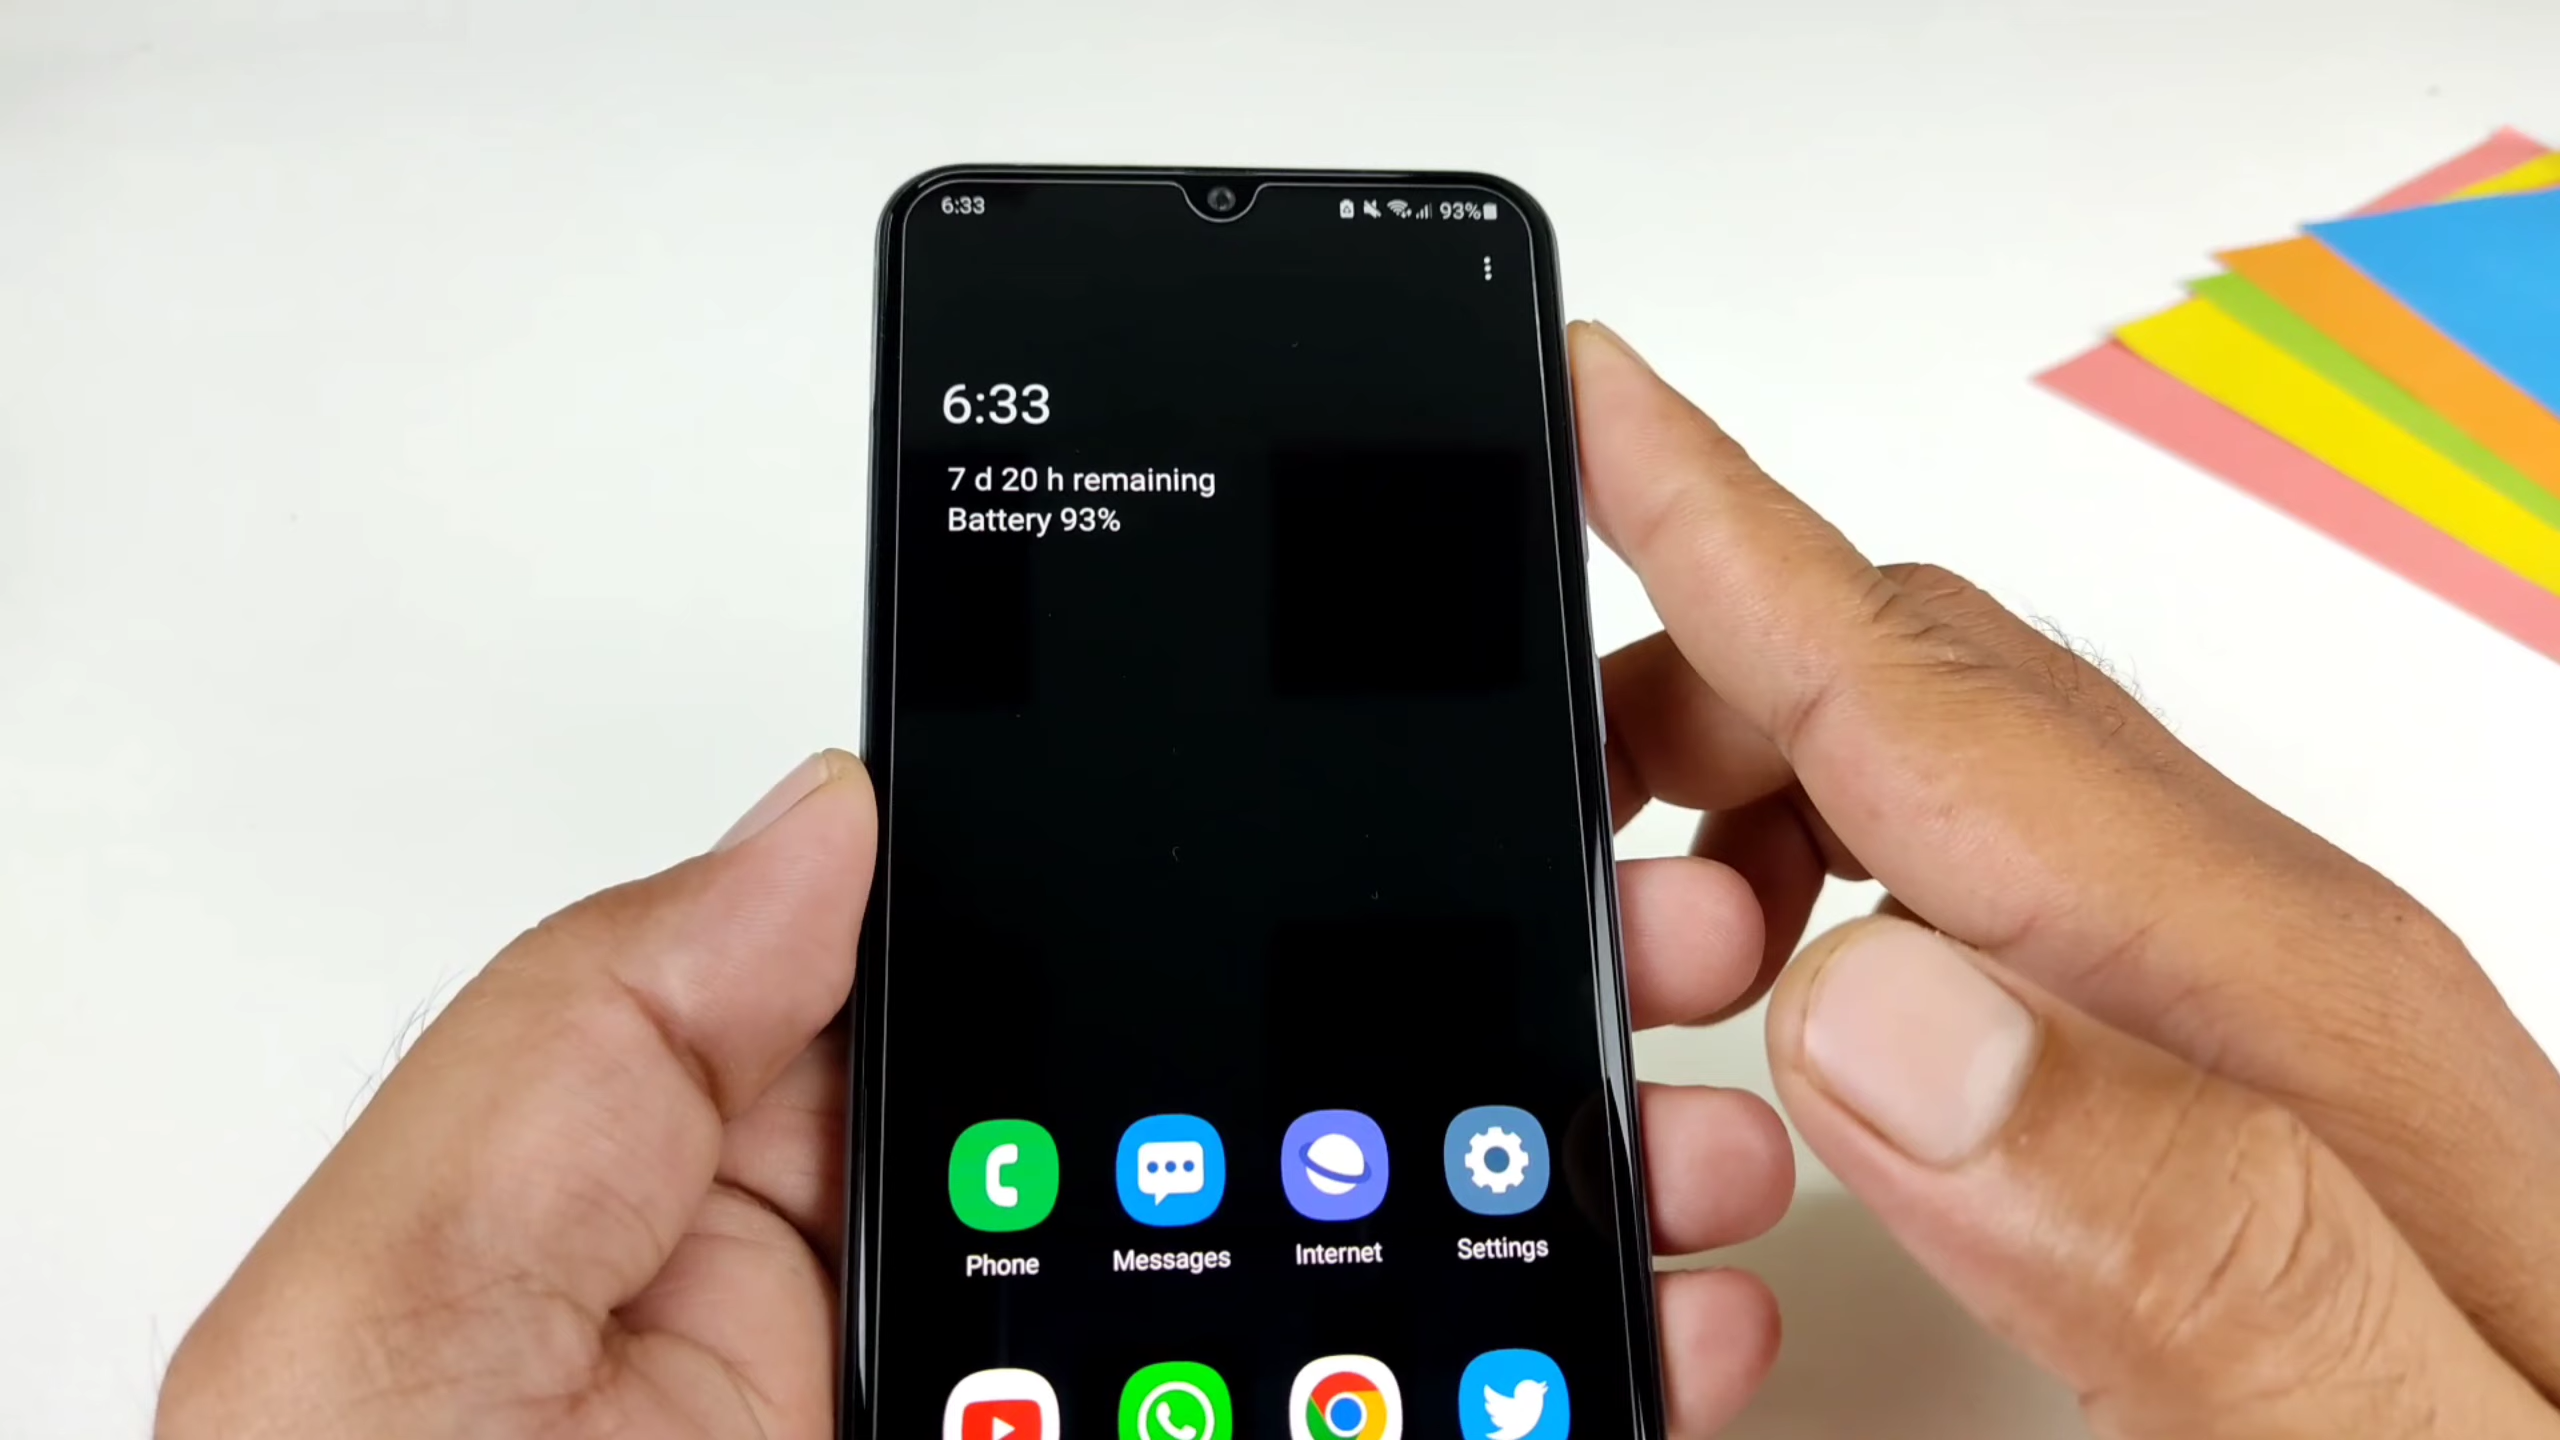 6:33
93%
6:33
7 d 20 h remaining
Battery 93%
Phone
Messages
Internet
Settings